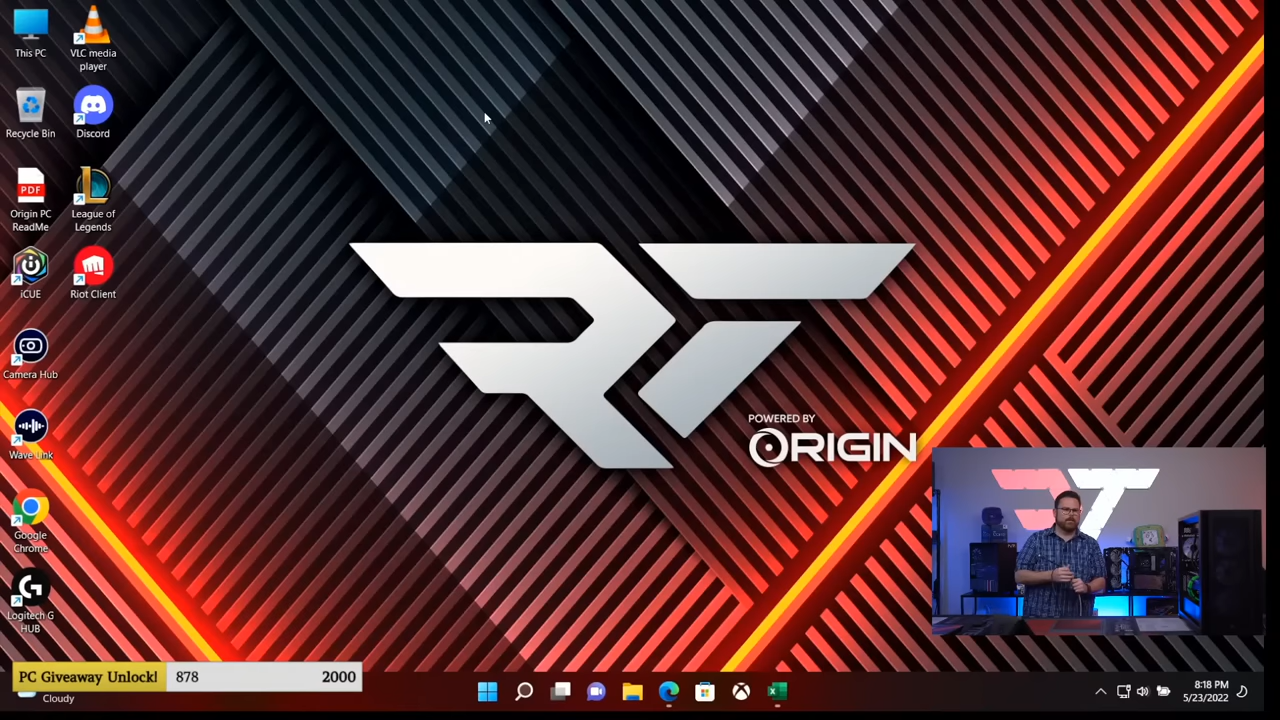 This PC
VLC media
player
Recycle Bin
Discord
PDF
Origin PC
ReadMe
League of
Legends
iCUE
Riot Client
Camera Hub
Wave Link
Google
Chrome
Logitech G
HUB
POWERED BY
ORIGIN
PC Giveaway Unlock!
878
2000
Cloudy
8:18 PM
5/23/2022